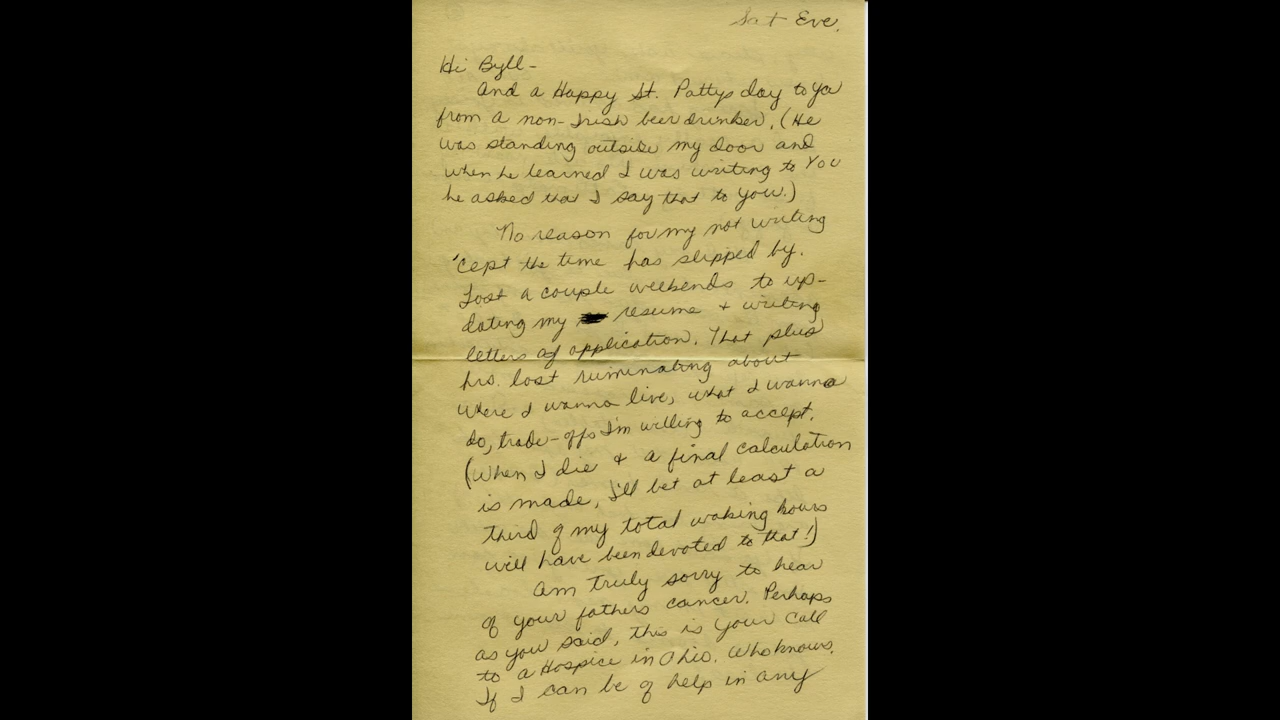 Sat Eve.
Hi Byll-
And a Happy St. Pattys day to ya
from a non-Irish beer drinker. (He
was standing outside my door and
when he learned I was writing to You
he asked that I say that to you.)
No reason for my not writing
'cept the time has slipped by.
Lost a couple weekends to up-
dating my resume + writing
letters of application. That plus
hrs. lost ruminating about
where I wanna live, what I wanna
do, trade-offs I'm willing to accept.
(When I die + a final calculation
is made, I'll bet at least a
third of my total waking hours
will have been devoted to that!)
Am truly sorry to hear
of your fathers cancer. Perhaps
as you said, this is your call
to a Hospice in Ohio. Who knows.
If I can be of help in any